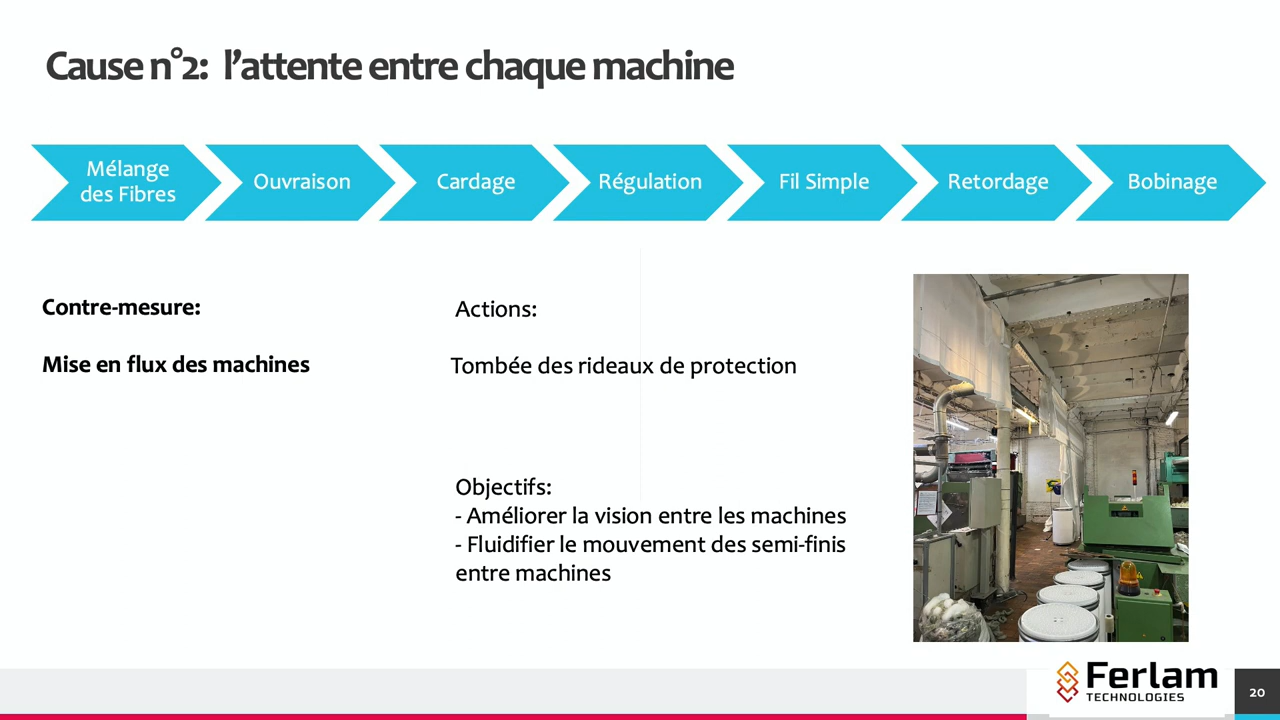 Cause n°2:  l’attente entre chaque machine
Mélange
des Fibres
Ouvraison
Cardage
Régulation
Fil Simple
Retordage
Bobinage
Contre-mesure:
Mise en flux des machines
Actions:
Tombée des rideaux de protection
Objectifs:
- Améliorer la vision entre les machines
- Fluidifier le mouvement des semi-finis
entre machines
Ferlam
TECHNOLOGIES
20